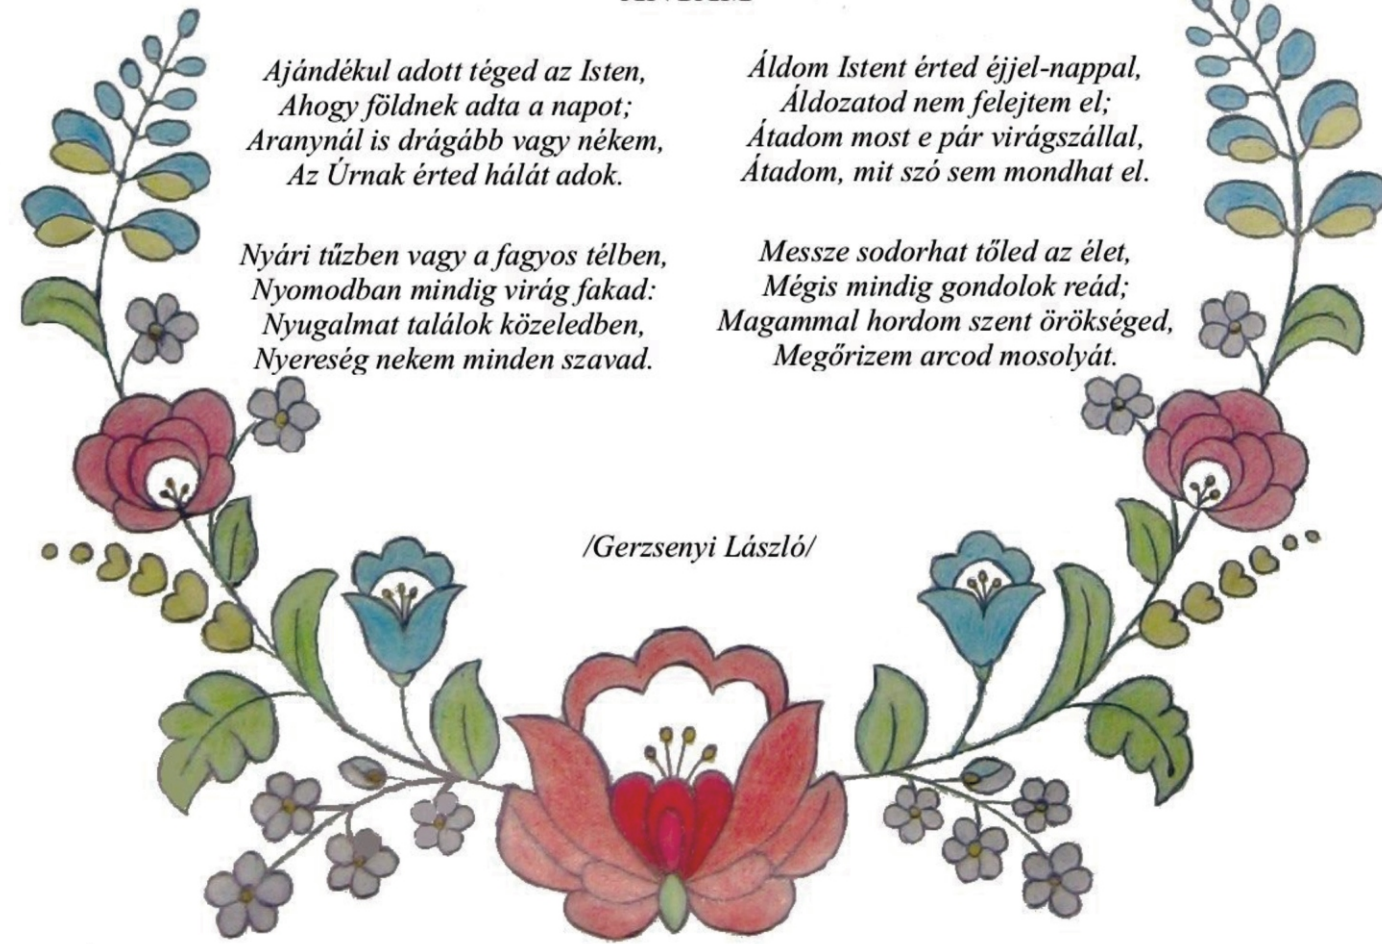 Ajándékul adott téged az Isten,
Ahogy földnek adta a napot;
Aranynál is drágább vagy nékem,
Az Úrnak érted hálát adok.
Nyári tűzben vagy a fagyos télben,
Nyomodban mindig virág fakad:
Nyugalmat találok közeledben,
Nyereség nekem minden szavad.
Áldom Istent érted éjjel-nappal,
Áldozatod nem felejtem el;
Átadom most e pár virágszállal,
Átadom, mit szó sem mondhat el.
Messze sodorhat tőled az élet,
Mégis mindig gondolok reád;
Magammal hordom szent örökséged,
Megőrizem arcod mosolyát.
/Gerzsenyi László/